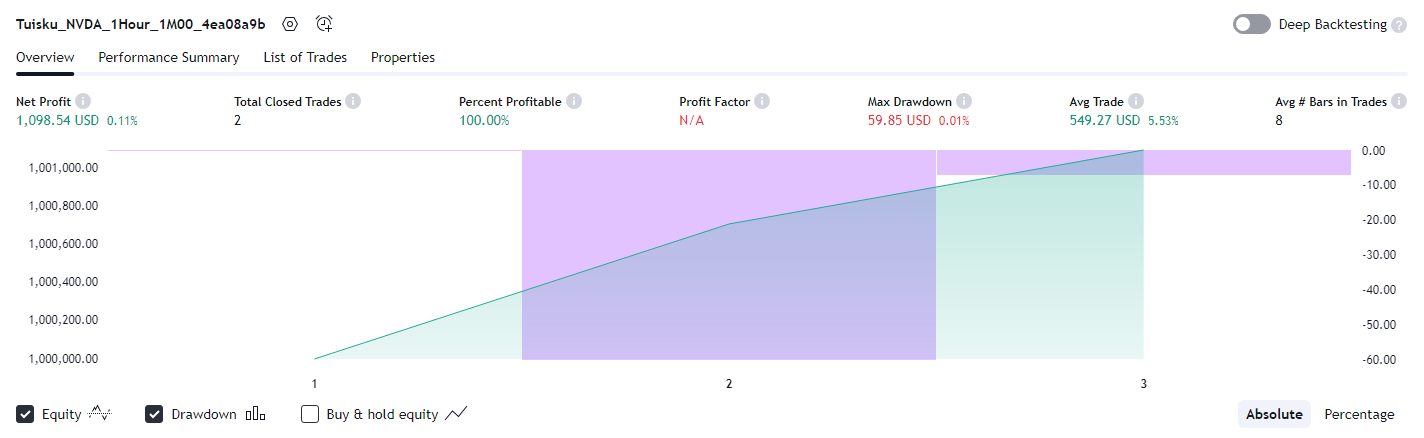 Tuisku_NVDA_1Hour_1M00_4ea08a9b
Deep Backtesting ?
Overview Performance Summary List of Trades Properties
Net Profit i Total Closed Trades i Percent Profitable i Profit Factor i Max Drawdown i Avg Trade i Avg # Bars in Trades i
1,098.54 USD 0.11% 2 100.00% N/A 59.85 USD 0.01% 549.27 USD 5.53% 8
0.00
1,001,000.00
-10.00
1,000,800.00
-20.00
1,000,600.00
-30.00
1,000,400.00
-40.00
1,000,200.00
-50.00
1,000,000.00
-60.00
1 2 3
Equity Drawdown Buy & hold equity Absolute Percentage